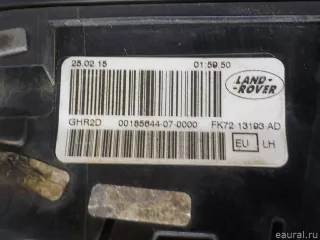 25.02.15 01:59:50
LAND-
-ROVER
GHR2D 00185644-07-0000 FK72-13193-AD
EU LH
eaural.ru